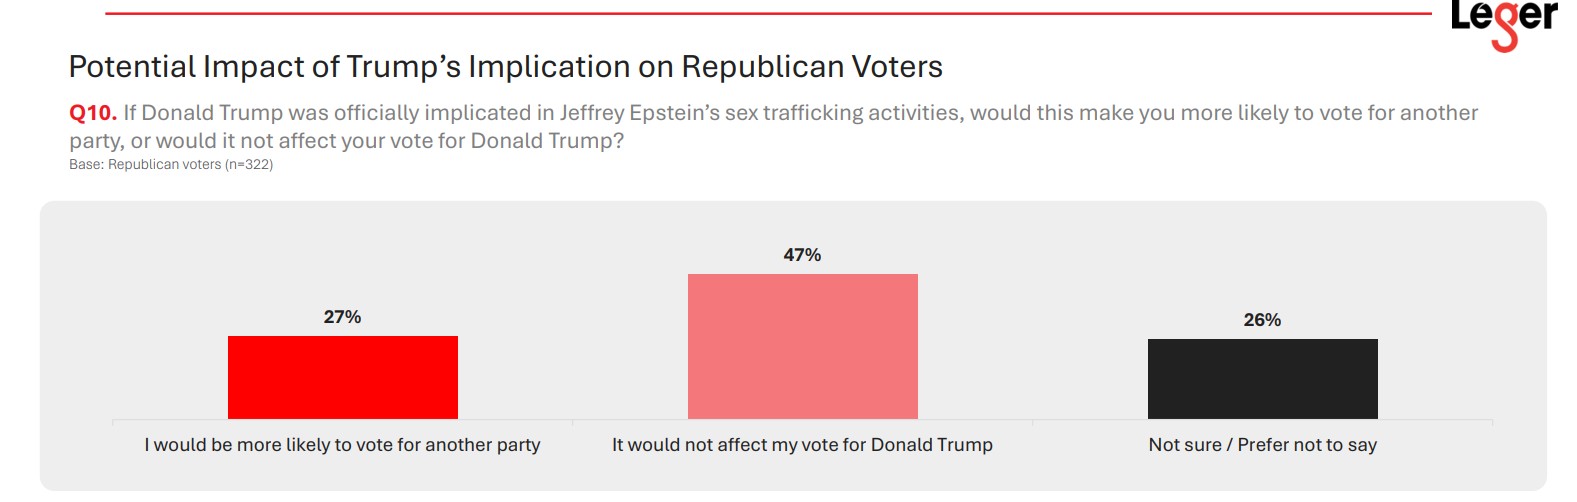 Léger
Potential Impact of Trump’s Implication on Republican Voters
Q10. If Donald Trump was officially implicated in Jeffrey Epstein’s sex trafficking activities, would this make you more likely to vote for another
party, or would it not affect your vote for Donald Trump?
Base: Republican voters (n=322)
47%
27%
26%
I would be more likely to vote for another party
It would not affect my vote for Donald Trump
Not sure / Prefer not to say